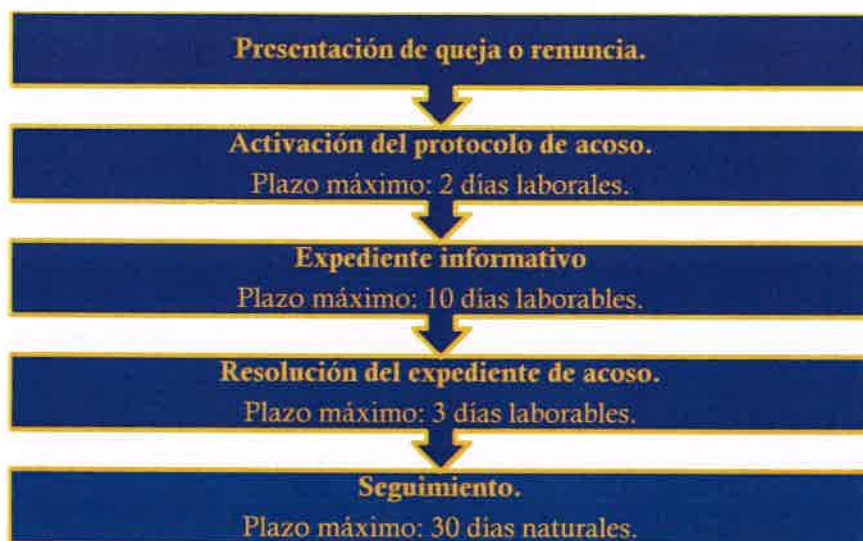 Presentación de queja o renuncia.
Activación del protocolo de acoso.
Plazo máximo: 2 días laborales.
Expediente informativo
Plazo máximo: 10 días laborables.
Resolución del expediente de acoso.
Plazo máximo: 3 días laborables.
Seguimiento.
Plazo máximo: 30 días naturales.